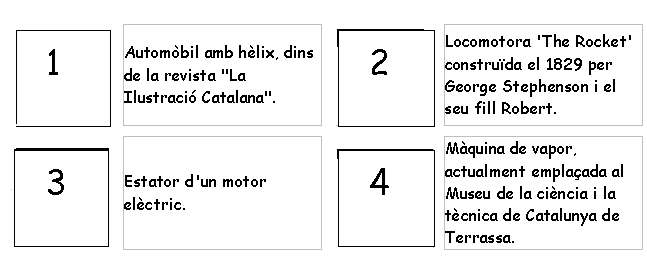 1
Automòbil amb hèlix, dins
de la revista "La
Ilustració Catalana".
2
Locomotora 'The Rocket'
construïda el 1829 per
George Stephenson i el
seu fill Robert.
3
Estator d'un motor
elèctric.
4
Màquina de vapor,
actualment emplaçada al
Museu de la ciència i la
tècnica de Catalunya de
Terrassa.